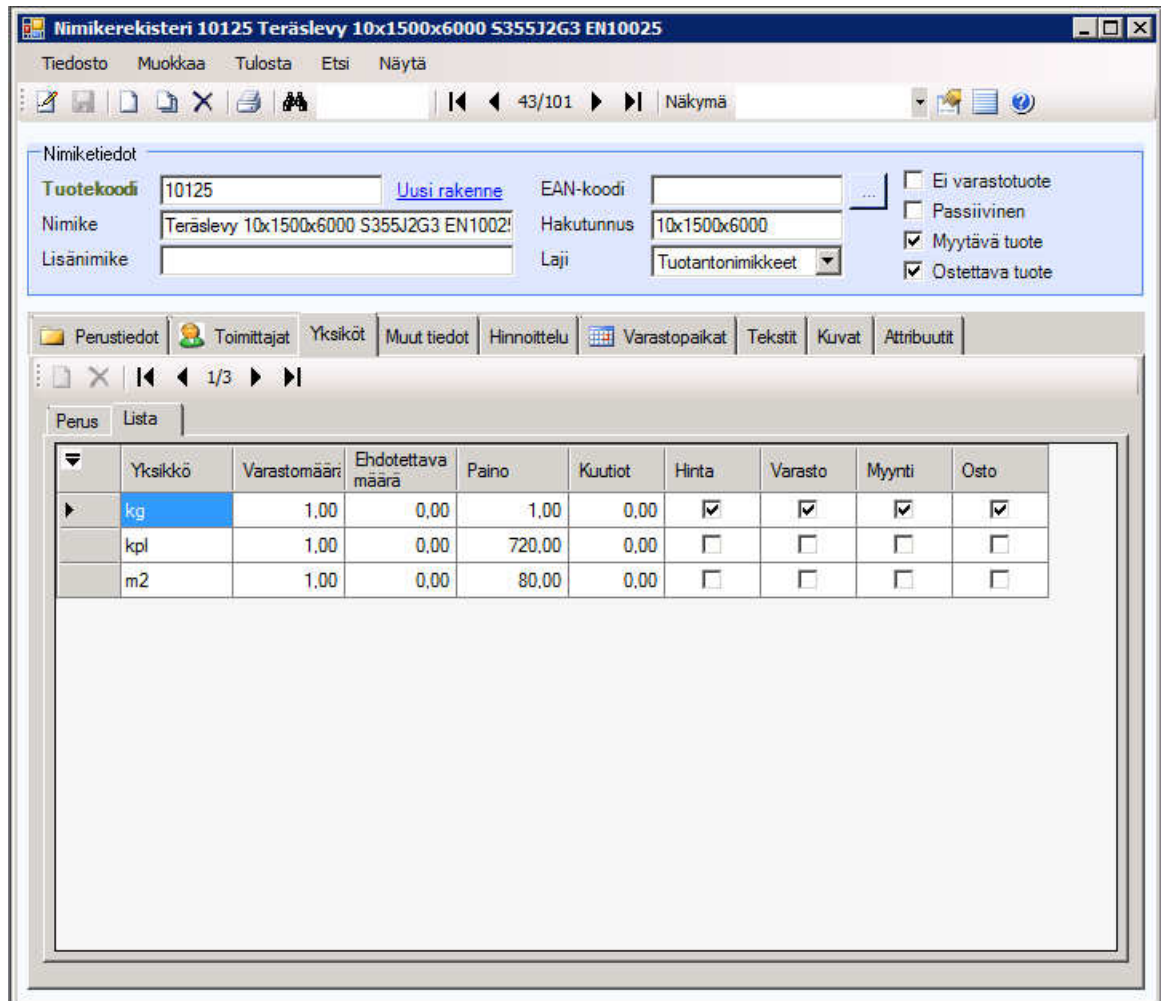 Nimikerekisteri 10125 Teräslevy 10x1500x6000 S355J2G3 EN10025
Tiedosto Muokkaa Tulosta Etsi Näytä
43/101 Näkymä
Nimiketiedot
Tuotekoodi 10125 Uusi rakenne EAN-koodi ... Ei varastotuote
Passiivinen
Nimike Teräslevy 10x1500x6000 S355J2G3 EN1002 Hakutunnus 10x1500x6000
Myytävä tuote
Lisänimike Laji Tuotantonimikkeet Ostettava tuote
Perustiedot Toimittajat Yksiköt Muut tiedot Hinnoittelu Varastopaikat Tekstit Kuvat Attribuutit
1/3
Perus Lista
Yksikkö Varastomäärä Ehdotettava määrä Paino Kuutiot Hinta Varasto Myynti Osto
kg 1,00 0,00 1,00 0,00
kpl 1,00 0,00 720,00 0,00
m2 1,00 0,00 80,00 0,00